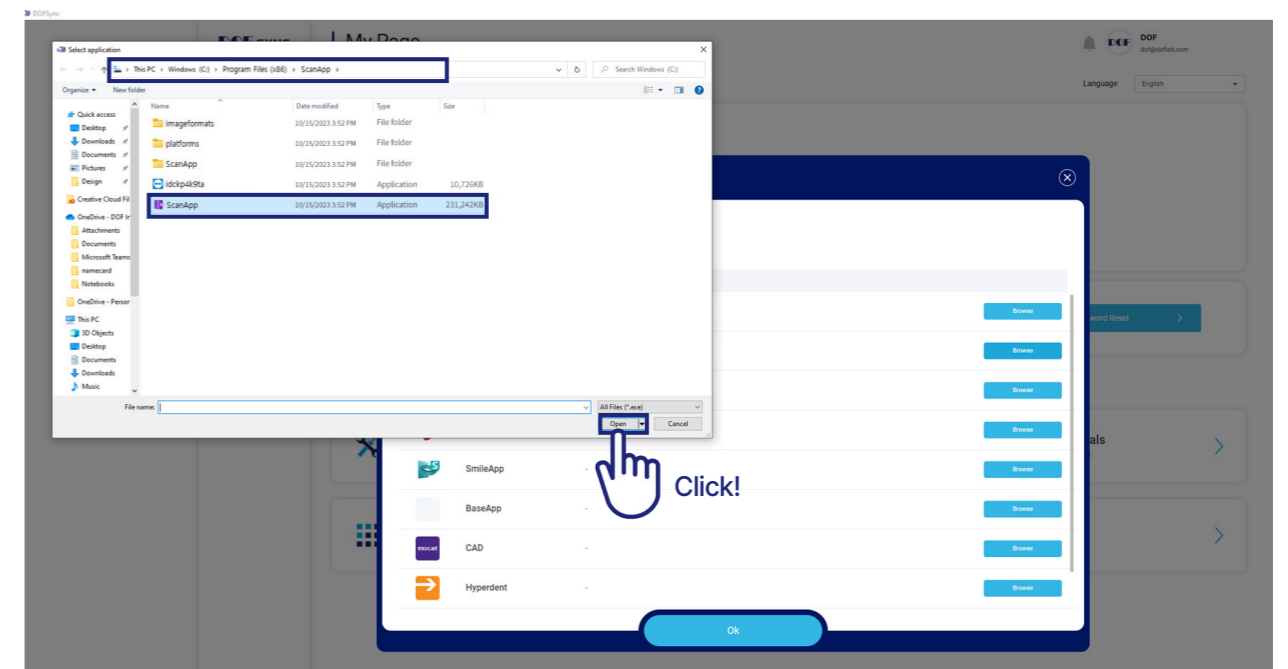 DOFSync
My Page
DOF
DOF
dof@doflab.com
Language English
Select application
This PC > Windows (C:) > Program Files (x86) > ScanApp >
Search Windows (C:)
Organize New folder
Name Date modified Type Size
imageformats 10/15/2023 3:52 PM File folder
platforms 10/15/2023 3:52 PM File folder
ScanApp 10/15/2023 3:52 PM File folder
idckp4k9ta 10/15/2023 3:52 PM Application 10,726KB
ScanApp 10/15/2023 3:52 PM Application 231,242KB
Quick access
Desktop
Downloads
Documents
Pictures
Design
Creative Cloud Fil
OneDrive - DOF Ir
Attachments
Documents
Microsoft Teams
namecard
Notebooks
OneDrive - Person
This PC
3D Objects
Desktop
Documents
Downloads
Music
File name:
All Files (*.exe)
Open Cancel
Click!
Browse
Browse
Browse
Browse
SmileApp - Browse
BaseApp - Browse
exocad CAD - Browse
Hyperdent - Browse
Ok
word Reset >
als